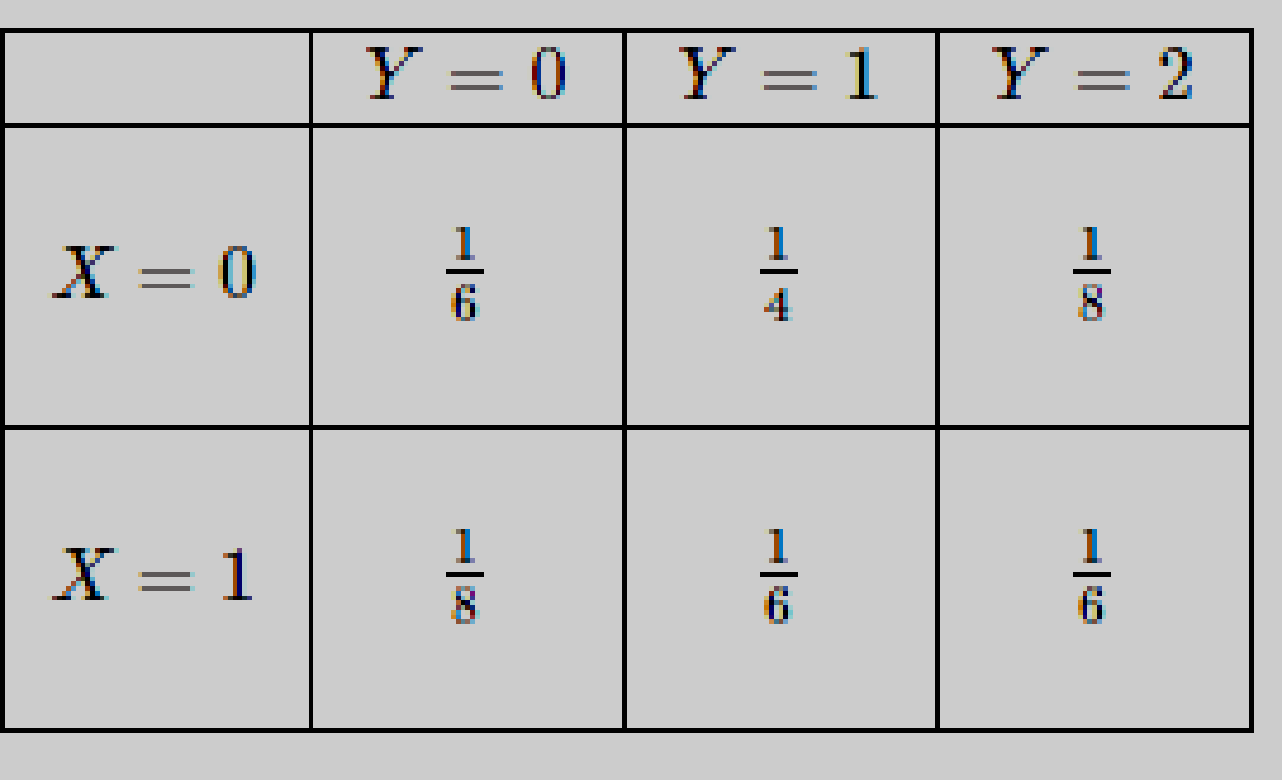 Y = 0 Y = 1 Y = 2
X = 0 1/6 1/4 1/8
X = 1 1/8 1/6 1/6